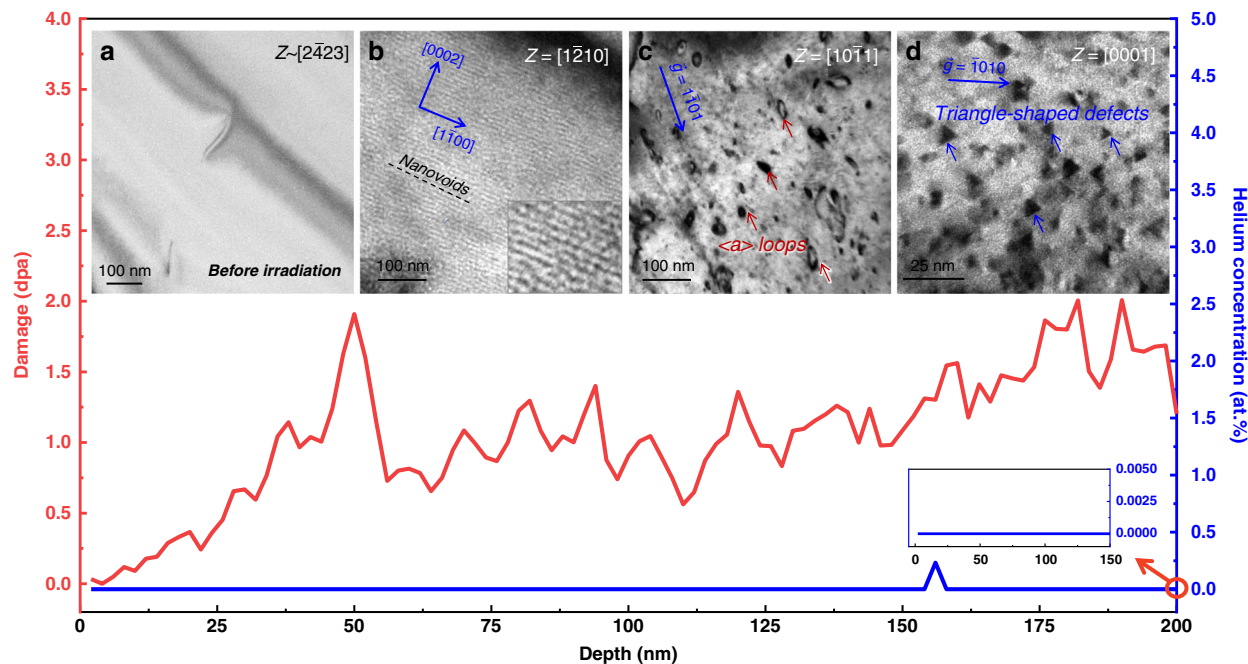 4.0
3.5
3.0
2.5
2.0
1.5
1.0
0.5
0.0
Damage (dpa)
a
Z~[24̄23]
100 nm
Before irradiation
b
Z = [12̄10]
[0002]
[11̄00]
Nanovoids
100 nm
c
Z = [101̄1]
g⃗ = 11̄01
<a> loops
100 nm
d
Z = [0001]
g⃗ = 1̄010
Triangle-shaped defects
25 nm
5.0
4.5
4.0
3.5
3.0
2.5
2.0
1.5
1.0
0.5
0.0
Helium concentration (at.%)
0.0050
0.0025
0.0000
0 50 100 150
0 25 50 75 100 125 150 175 200
Depth (nm)